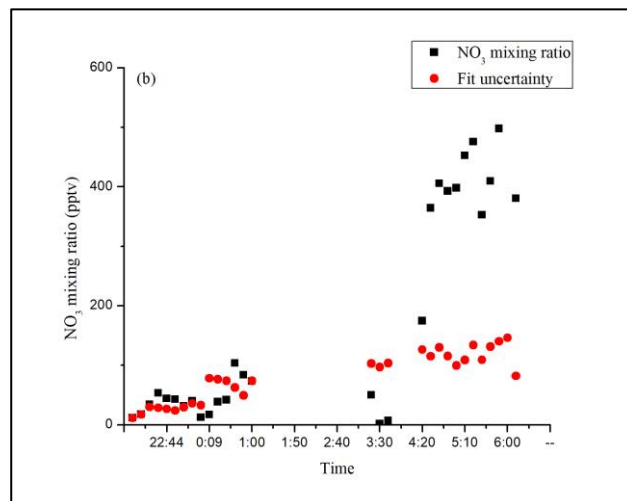 NO₃ mixing ratio
Fit uncertainty
(b)
600
400
200
0
NO₃ mixing ratio (pptv)
22:44 0:09 1:00 1:50 2:40 3:30 4:20 5:10 6:00 --
Time